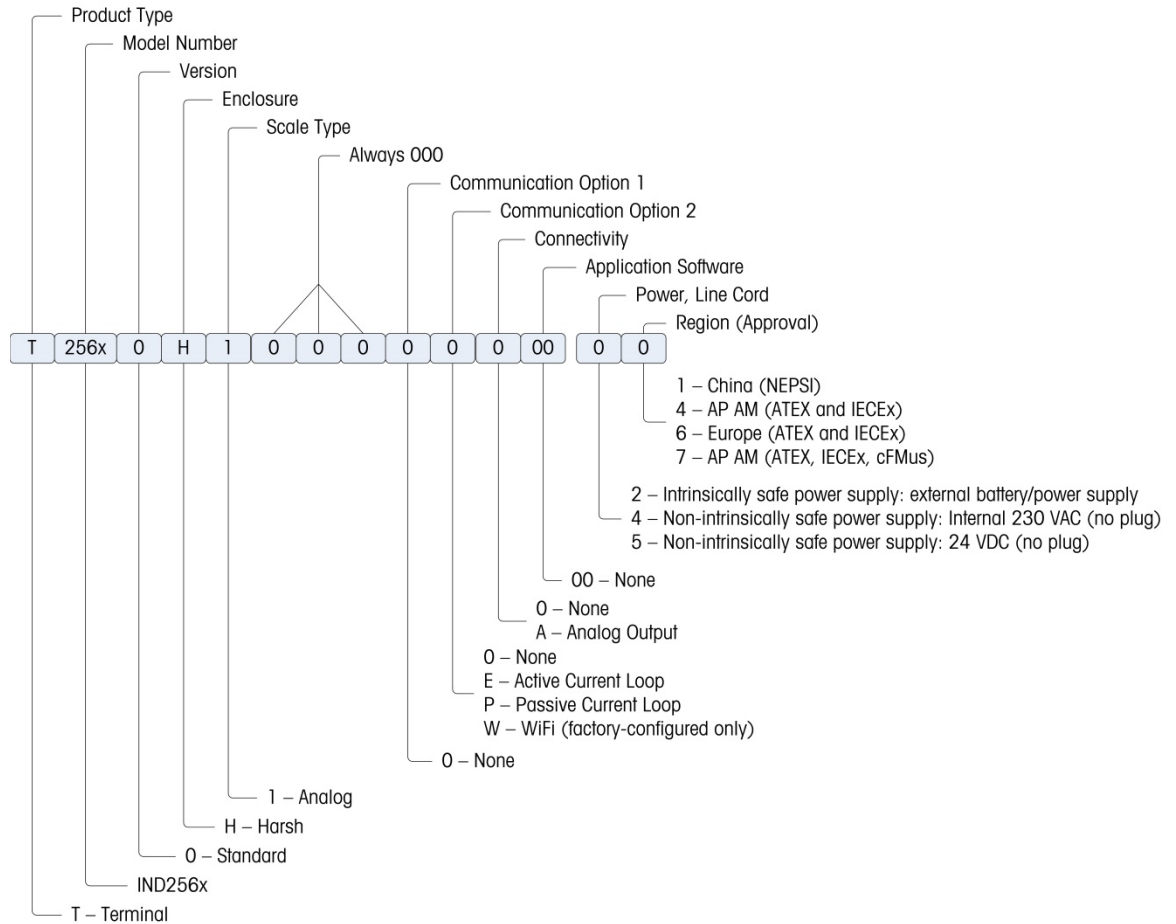 Product Type
Model Number
Version
Enclosure
Scale Type
Always 000
Communication Option 1
Communication Option 2
Connectivity
Application Software
Power, Line Cord
Region (Approval)
T 256x 0 H 1 0 0 0 0 0 0 00 0 0
1 – China (NEPSI)
4 – AP AM (ATEX and IECEx)
6 – Europe (ATEX and IECEx)
7 – AP AM (ATEX, IECEx, cFMus)
2 – Intrinsically safe power supply: external battery/power supply
4 – Non-intrinsically safe power supply: Internal 230 VAC (no plug)
5 – Non-intrinsically safe power supply: 24 VDC (no plug)
00 – None
0 – None
A – Analog Output
0 – None
E – Active Current Loop
P – Passive Current Loop
W – WiFi (factory-configured only)
0 – None
1 – Analog
H – Harsh
0 – Standard
IND256x
T – Terminal